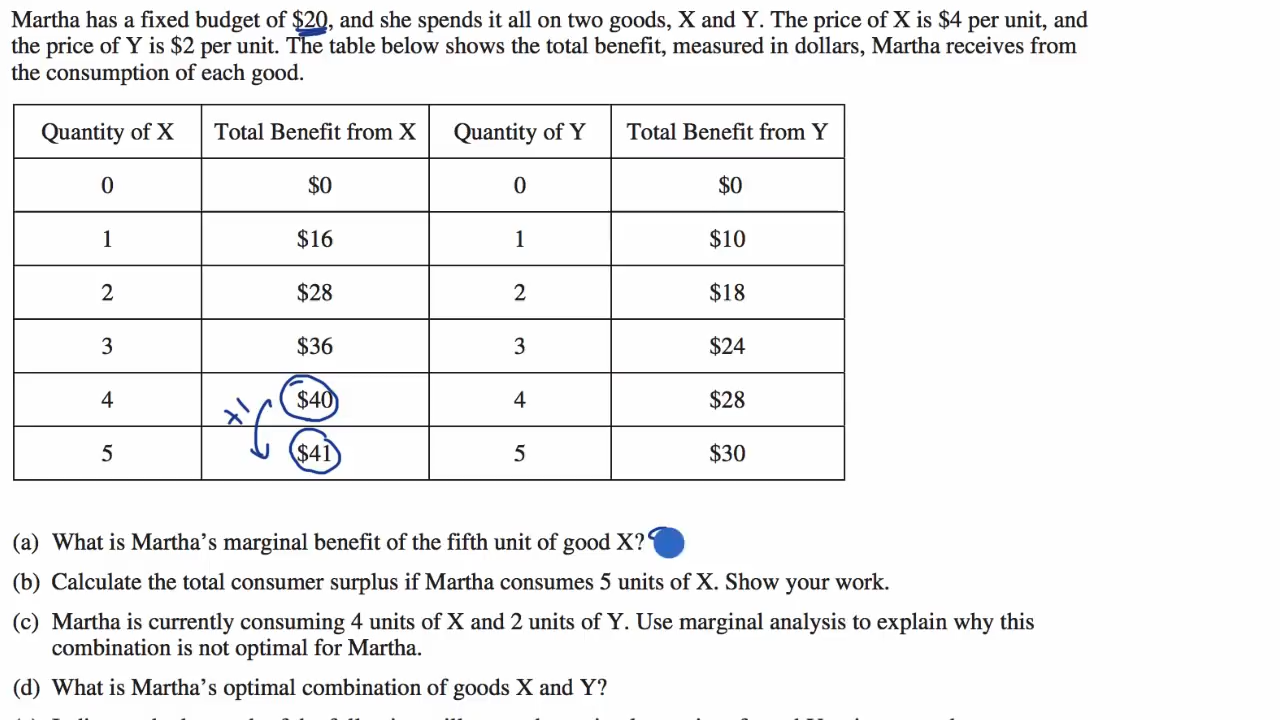 Martha has a fixed budget of $20, and she spends it all on two goods, X and Y. The price of X is $4 per unit, and
the price of Y is $2 per unit. The table below shows the total benefit, measured in dollars, Martha receives from
the consumption of each good.
Quantity of X Total Benefit from X Quantity of Y Total Benefit from Y
0 $0 0 $0
1 $16 1 $10
2 $28 2 $18
3 $36 3 $24
4 $40 4 $28
+1
5 $41 5 $30
(a) What is Martha's marginal benefit of the fifth unit of good X?
(b) Calculate the total consumer surplus if Martha consumes 5 units of X. Show your work.
(c) Martha is currently consuming 4 units of X and 2 units of Y. Use marginal analysis to explain why this
combination is not optimal for Martha.
(d) What is Martha's optimal combination of goods X and Y?